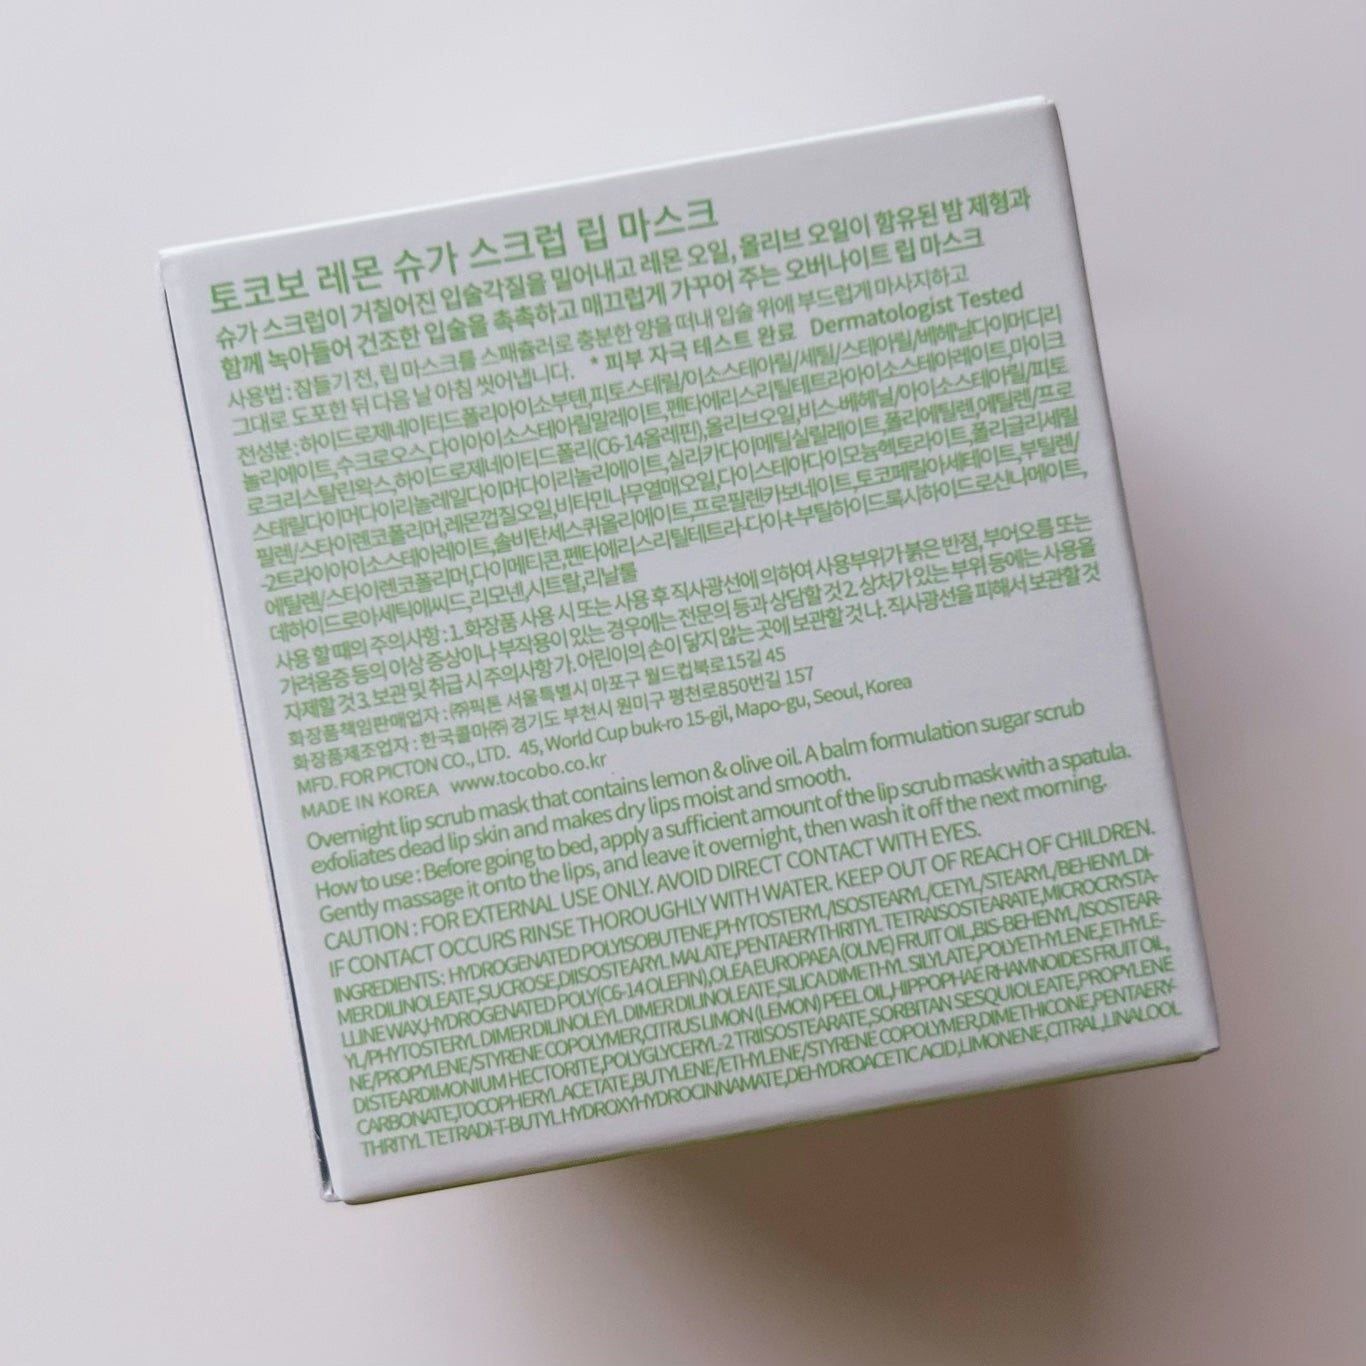 토코보 레몬 슈가 스크럽 립 마스크
슈가 스크럽이 거칠어진 입술각질을 밀어내고 레몬 오일, 올리브 오일이 함유된 밤 제형과
함께 녹아들어 건조한 입술을 촉촉하고 매끄럽게 가꾸어 주는 오버나이트 립 마스크
사용법 : 잠들기 전, 립 마스크를 스패츌러로 충분한 양을 떠내 입술 위에 부드럽게 마사지하고
그대로 도포한 뒤 다음 날 아침 씻어냅니다. * 피부 자극 테스트 완료 Dermatologist Tested
전성분 : 하이드로제네이티드폴리아이소부텐,피토스테릴/이소스테아릴/세틸/스테아릴/베헤닐다이머디리
놀리에이트,수크로오스,다이아이소스테아릴말레이트,펜타에리스리틸테트라아이소스테아레이트,마이크
로크리스탈린왁스,하이드로제네이티드폴리(C6-14올레핀),올리브오일,비스-베헤닐/아이소스테아릴/피토
스테릴다이머다이리놀레일다이머다이리놀리에이트,실리카다이메틸실릴레이트,폴리에틸렌,에틸렌/프로
필렌/스타이렌코폴리머,레몬껍질오일,비타민나무열매오일,다이스테아다이모늄헥토라이트,폴리글리세릴
-2트라이아이소스테아레이트,솔비탄세스퀴올리에이트,프로필렌카보네이트,토코페릴아세테이트,부틸렌/
에틸렌/스타이렌코폴리머,다이메티콘,펜타에리스리틸테트라-다이-t-부틸하이드록시하이드로신나메이트,
데하이드로아세틱애씨드,리모넨,시트랄,리날룰
사용 할 때의 주의사항 : 1. 화장품 사용 시 또는 사용 후 직사광선에 의하여 사용부위가 붉은 반점, 부어오름 또는
가려움증 등의 이상 증상이나 부작용이 있는 경우에는 전문의 등과 상담할 것 2. 상처가 있는 부위 등에는 사용을
자제할 것 3. 보관 및 취급 시 주의사항 가. 어린이의 손이 닿지 않는 곳에 보관할 것 나. 직사광선을 피해서 보관할 것
화장품책임판매업자 : ㈜픽톤 서울특별시 마포구 월드컵북로15길 45
화장품제조업자 : 한국콜마㈜ 경기도 부천시 원미구 평천로850번길 157
MFD. FOR PICTON CO., LTD. 45, World Cup buk-ro 15-gil, Mapo-gu, Seoul, Korea
MADE IN KOREA www.tocobo.co.kr
Overnight lip scrub mask that contains lemon & olive oil. A balm formulation sugar scrub
exfoliates dead lip skin and makes dry lips moist and smooth.
How to use : Before going to bed, apply a sufficient amount of the lip scrub mask with a spatula.
Gently massage it onto the lips, and leave it overnight, then wash it off the next morning.
CAUTION : FOR EXTERNAL USE ONLY. AVOID DIRECT CONTACT WITH EYES.
IF CONTACT OCCURS RINSE THOROUGHLY WITH WATER. KEEP OUT OF REACH OF CHILDREN.
INGREDIENTS : HYDROGENATED POLYISOBUTENE,PHYTOSTERYL/ISOSTEARYL/CETYL/STEARYL/BEHENYL DI-
MER DILINOLEATE,SUCROSE,DIISOSTEARYL MALATE,PENTAERYTHRITYL TETRAISOSTEARATE,MICROCRYSTA-
LLINE WAX,HYDROGENATED POLY(C6-14 OLEFIN),OLEA EUROPAEA (OLIVE) FRUIT OIL,BIS-BEHENYL/ISOSTEAR-
YL/PHYTOSTERYL DIMER DILINOLEYL DIMER DILINOLEATE,SILICA DIMETHYL SILYLATE,POLYETHYLENE,ETHYLE-
NE/PROPYLENE/STYRENE COPOLYMER,CITRUS LIMON (LEMON) PEEL OIL,HIPPOPHAE RHAMNOIDES FRUIT OIL,
DISTEARDIMONIUM HECTORITE,POLYGLYCERYL-2 TRIISOSTEARATE,SORBITAN SESQUIOLEATE,PROPYLENE
CARBONATE,TOCOPHERYL ACETATE,BUTYLENE/ETHYLENE/STYRENE COPOLYMER,DIMETHICONE,PENTAERY-
THRITYL TETRADI-T-BUTYL HYDROXYHYDROCINNAMATE,DEHYDROACETIC ACID,LIMONENE,CITRAL,LINALOOL